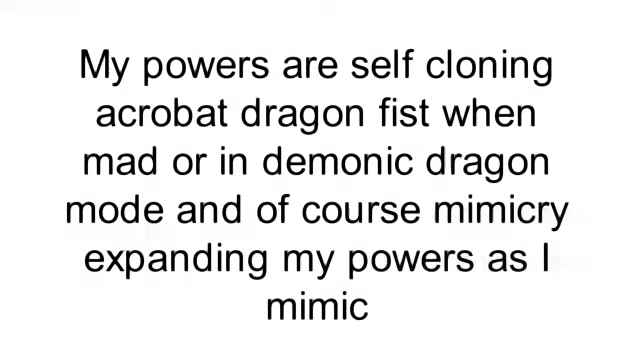 My powers are self cloning
acrobat dragon fist when
mad or in demonic dragon
mode and of course mimicry
expanding my powers as I
mimic